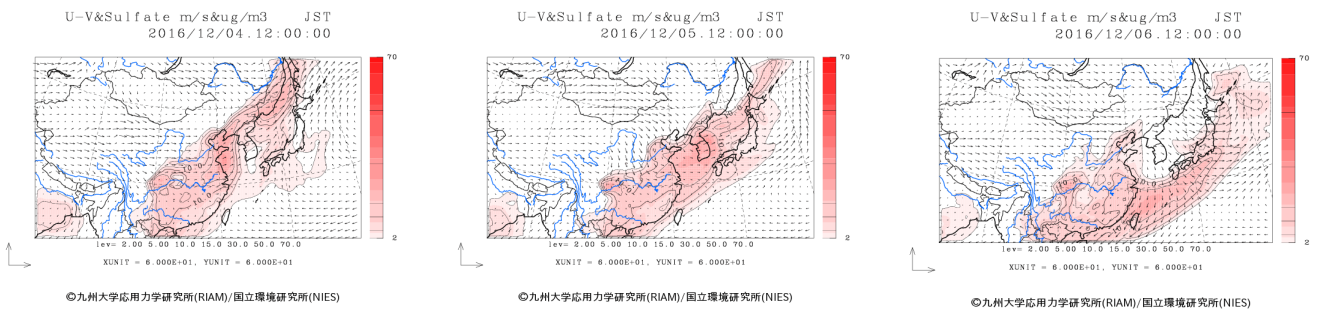 U-V&Sulfate m/s&ug/m3 JST
2016/12/04.12:00:00
70
10.0
10.0
2
lev= 2.00 5.00 10.0 15.0 30.0 50.0 70.0
XUNIT = 6.000E+01, YUNIT = 6.000E+01
©九州大学応用力学研究所(RIAM)/国立環境研究所(NIES)
U-V&Sulfate m/s&ug/m3 JST
2016/12/05.12:00:00
70
2
lev= 2.00 5.00 10.0 15.0 30.0 50.0 70.0
XUNIT = 6.000E+01, YUNIT = 6.000E+01
©九州大学応用力学研究所(RIAM)/国立環境研究所(NIES)
U-V&Sulfate m/s&ug/m3 JST
2016/12/06.12:00:00
70
2
lev= 2.00 5.00 10.0 15.0 30.0 50.0 70.0
XUNIT = 6.000E+01, YUNIT = 6.000E+01
©九州大学応用力学研究所(RIAM)/国立環境研究所(NIES)